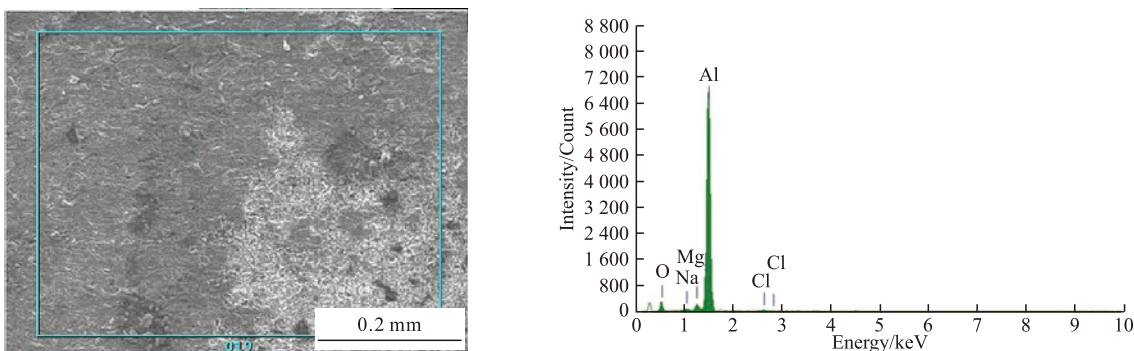 0.2 mm
019
8 800
8 000
7 200
6 400
5 600
4 800
4 000
3 200
2 400
1 600
800
0
Intensity/Count
Al
O
Mg
Na
Cl
Cl
0 1 2 3 4 5 6 7 8 9 10
Energy/keV